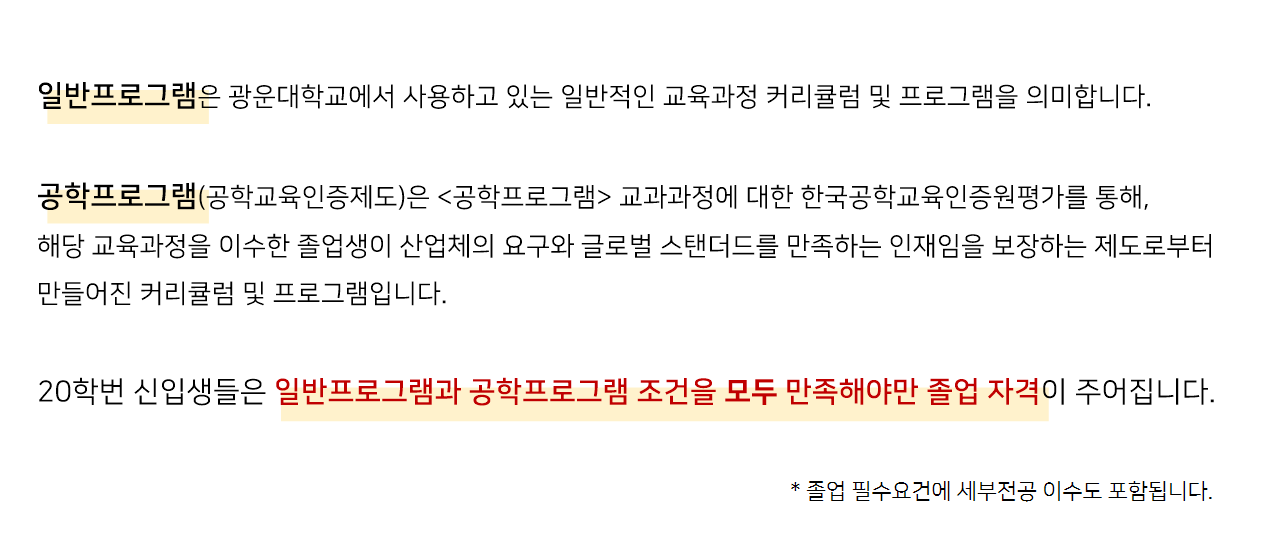 일반프로그램은 광운대학교에서 사용하고 있는 일반적인 교육과정 커리큘럼 및 프로그램을 의미합니다.
공학프로그램(공학교육인증제도)은 <공학프로그램> 교과과정에 대한 한국공학교육인증원평가를 통해,
해당 교육과정을 이수한 졸업생이 산업체의 요구와 글로벌 스탠더드를 만족하는 인재임을 보장하는 제도로부터
만들어진 커리큘럼 및 프로그램입니다.
20학번 신입생들은 일반프로그램과 공학프로그램 조건을 모두 만족해야만 졸업 자격이 주어집니다.
* 졸업 필수요건에 세부전공 이수도 포함됩니다.